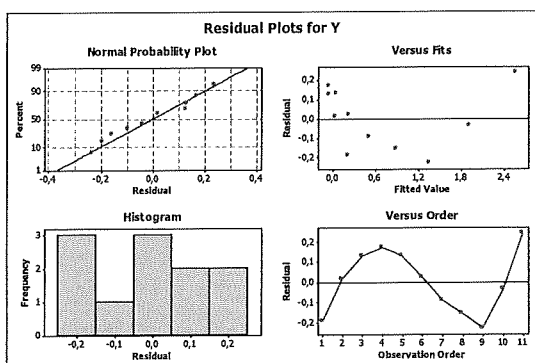 Residual Plots for Y
Normal Probability Plot
99
90
50
10
1
Percent
-0,4 -0,2 0,0 0,2 0,4
Residual
Versus Fits
0,2
0,1
0,0
-0,1
-0,2
Residual
0,0 0,6 1,2 1,8 2,4
Fitted Value
Histogram
3
2
1
0
Frequency
-0,2 -0,1 0,0 0,1 0,2
Residual
Versus Order
0,2
0,1
0,0
-0,1
-0,2
Residual
1 2 3 4 5 6 7 8 9 10 11
Observation Order